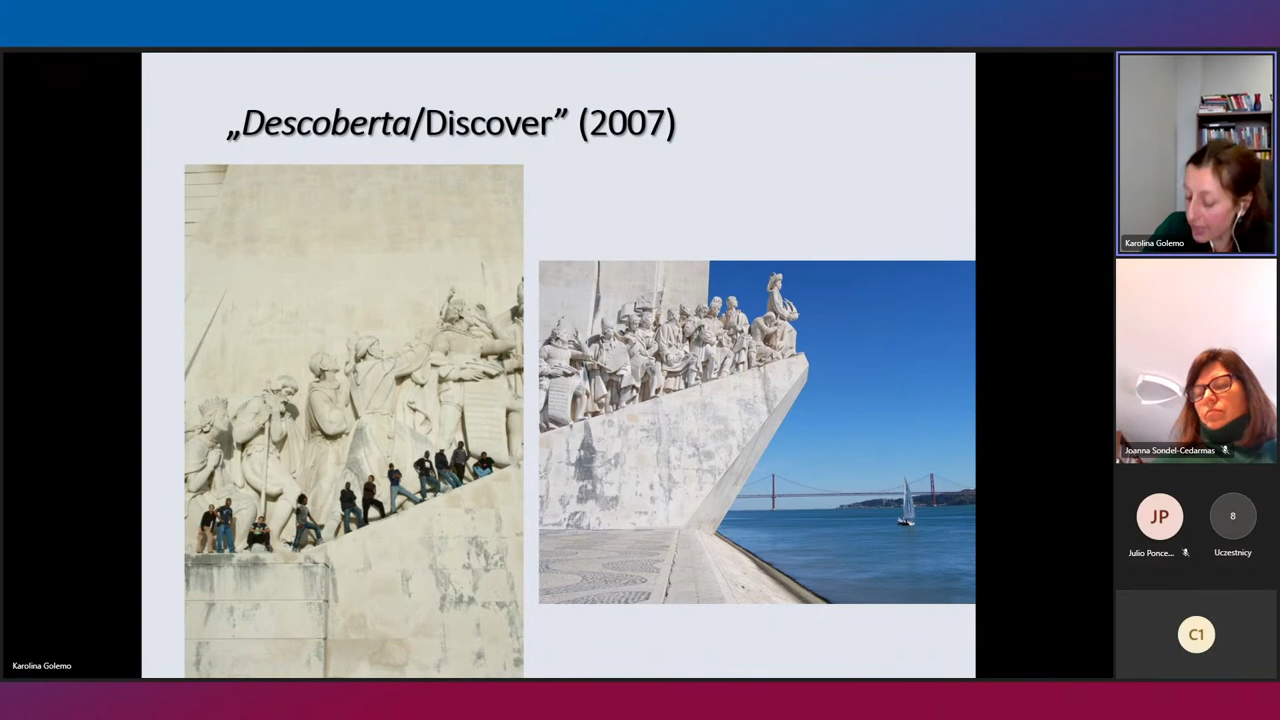 „Descoberta/Discover” (2007)
Karolina Golemo
Joanna Sondel-Cedarmas
JP
8
Julio Ponce...
Uczestnicy
C1
Karolina Golemo